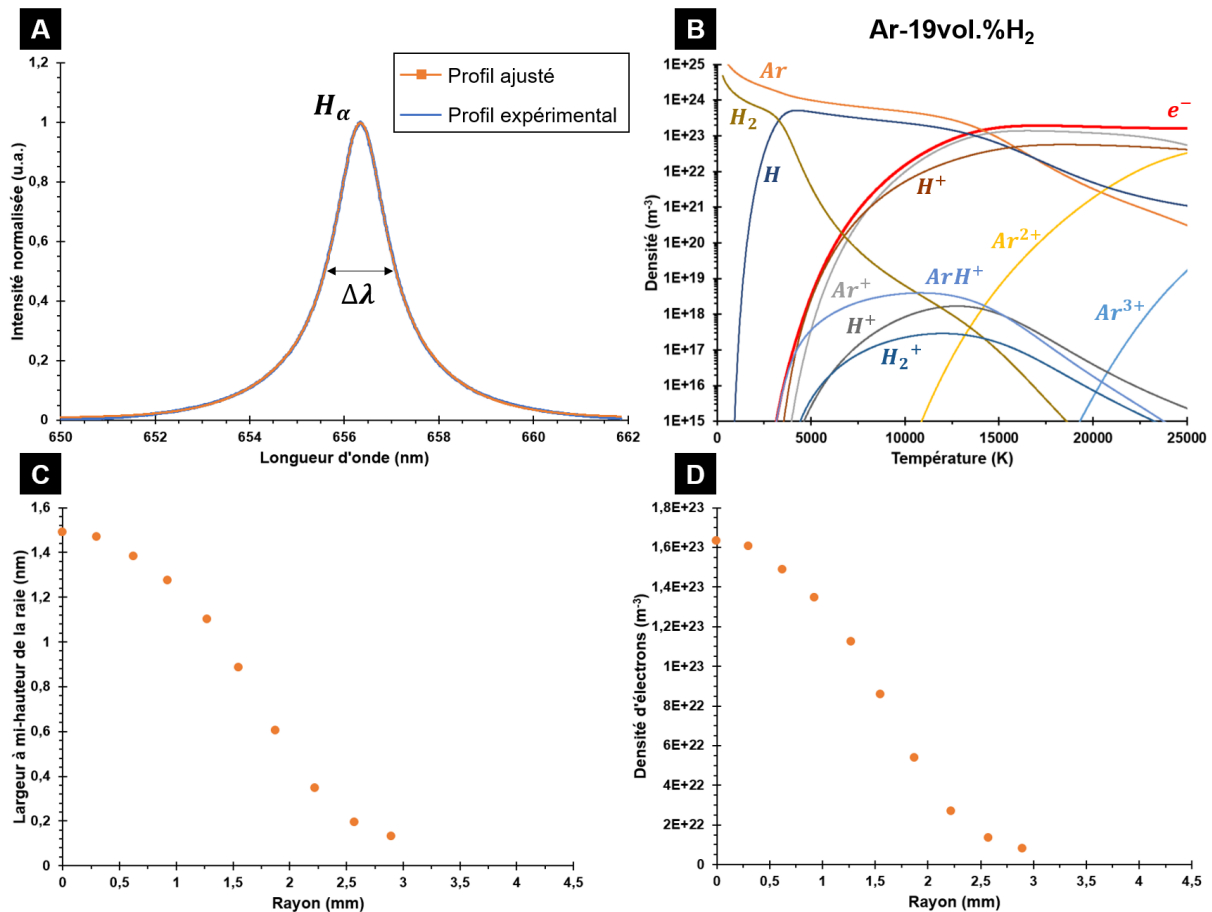 A
1,2
1
0,8
0,6
0,4
0,2
0
Intensité normalisée (u.a.)
Hα
Δλ
Profil ajusté
Profil expérimental
650 652 654 656 658 660 662
Longueur d'onde (nm)
B
Ar-19vol.%H₂
1E+25
1E+24
1E+23
1E+22
1E+21
1E+20
1E+19
1E+18
1E+17
1E+16
1E+15
Densité (m⁻³)
Ar
H₂
H
e⁻
H⁺
Ar²⁺
Ar⁺
ArH⁺
H⁺
H₂⁺
Ar³⁺
0 5000 10000 15000 20000 25000
Température (K)
C
1,6
1,4
1,2
1
0,8
0,6
0,4
0,2
0
Largeur à mi-hauteur de la raie (nm)
0 0,5 1 1,5 2 2,5 3 3,5 4 4,5
Rayon (mm)
D
1,8E+23
1,6E+23
1,4E+23
1,2E+23
1E+23
8E+22
6E+22
4E+22
2E+22
0
Densité d'électrons (m⁻³)
0 0,5 1 1,5 2 2,5 3 3,5 4 4,5
Rayon (mm)